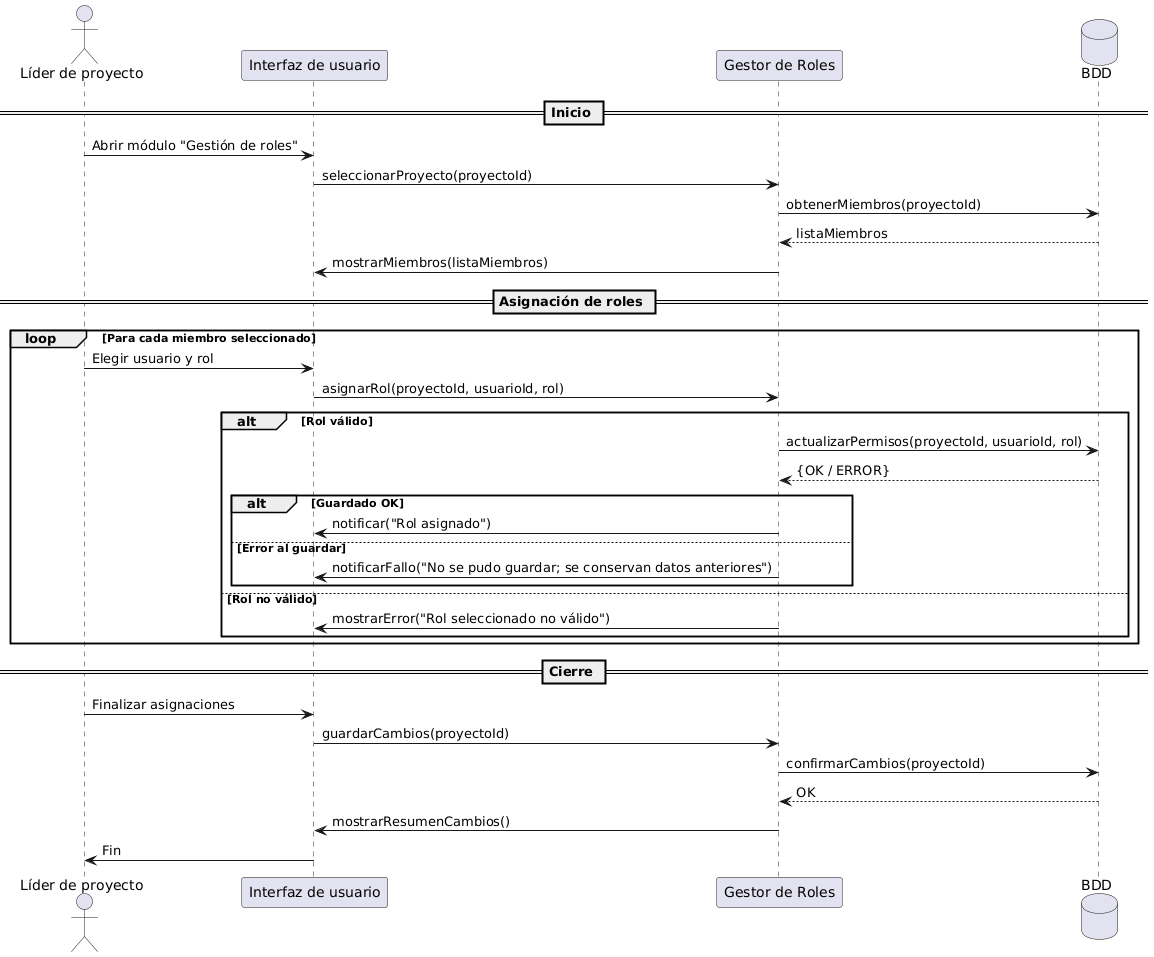 Líder de proyecto
Interfaz de usuario
Gestor de Roles
BDD
Inicio
Abrir módulo "Gestión de roles"
seleccionarProyecto(proyectoId)
obtenerMiembros(proyectoId)
listaMiembros
mostrarMiembros(listaMiembros)
Asignación de roles
loop [Para cada miembro seleccionado]
Elegir usuario y rol
asignarRol(proyectoId, usuarioId, rol)
alt [Rol válido]
actualizarPermisos(proyectoId, usuarioId, rol)
{OK / ERROR}
alt [Guardado OK]
notificar("Rol asignado")
[Error al guardar]
notificarFallo("No se pudo guardar; se conservan datos anteriores")
[Rol no válido]
mostrarError("Rol seleccionado no válido")
Cierre
Finalizar asignaciones
guardarCambios(proyectoId)
confirmarCambios(proyectoId)
OK
mostrarResumenCambios()
Fin
Líder de proyecto
Interfaz de usuario
Gestor de Roles
BDD